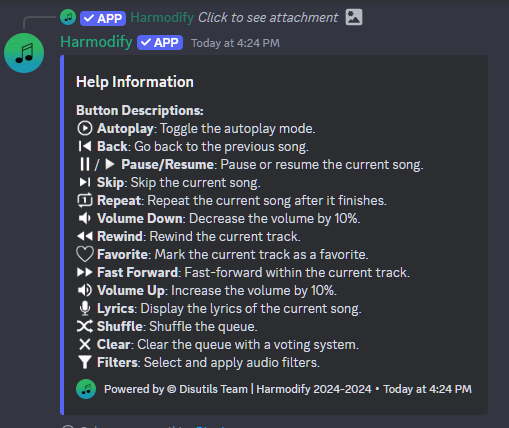 ✓ APP Harmodify Click to see attachment
Harmodify ✓ APP Today at 4:24 PM
Help Information
Button Descriptions:
Autoplay: Toggle the autoplay mode.
Back: Go back to the previous song.
/ Pause/Resume: Pause or resume the current song.
Skip: Skip the current song.
Repeat: Repeat the current song after it finishes.
Volume Down: Decrease the volume by 10%.
Rewind: Rewind the current track.
Favorite: Mark the current track as a favorite.
Fast Forward: Fast-forward within the current track.
Volume Up: Increase the volume by 10%.
Lyrics: Display the lyrics of the current song.
Shuffle: Shuffle the queue.
Clear: Clear the queue with a voting system.
Filters: Select and apply audio filters.
Powered by © Disutils Team | Harmodify 2024-2024 • Today at 4:24 PM